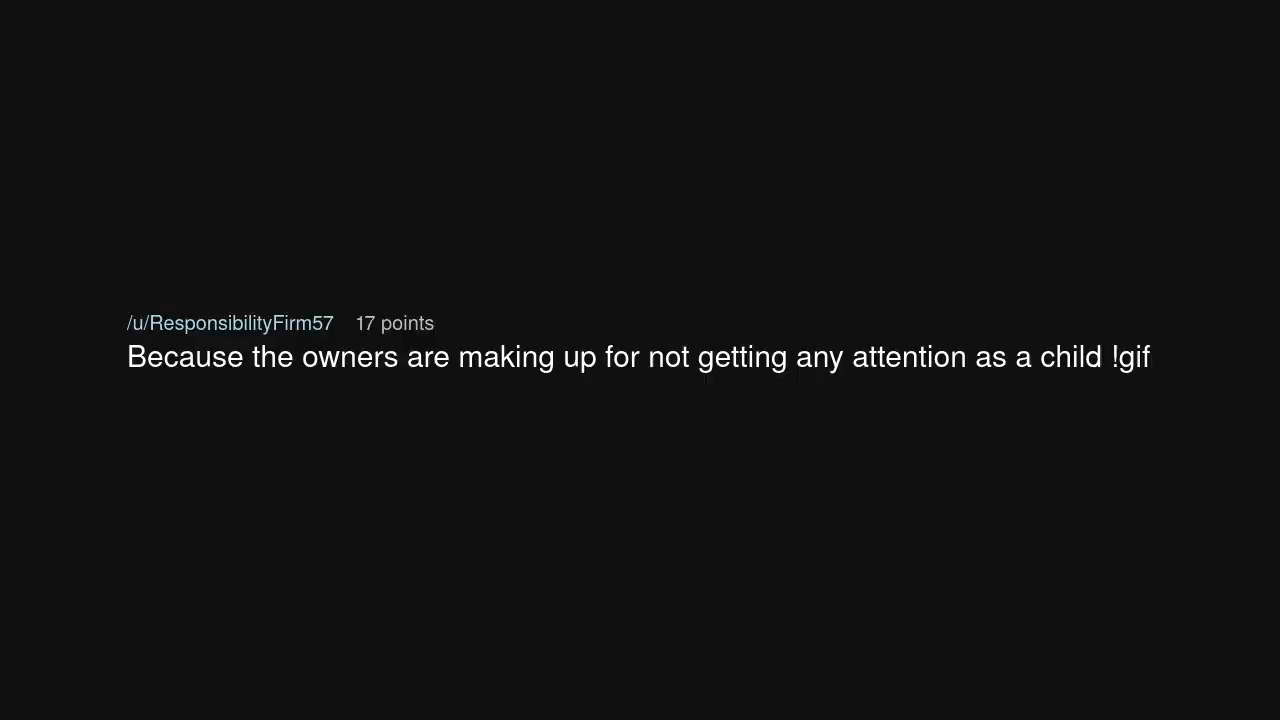 /u/ResponsibilityFirm57 17 points
Because the owners are making up for not getting any attention as a child !gif